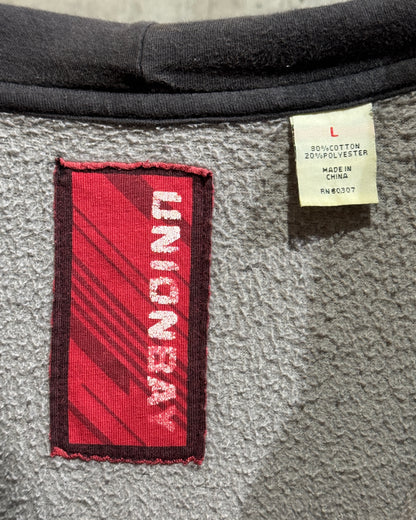 UNIONBAY
L
80%COTTON
20%POLYESTER
MADE IN
CHINA
RN 60307